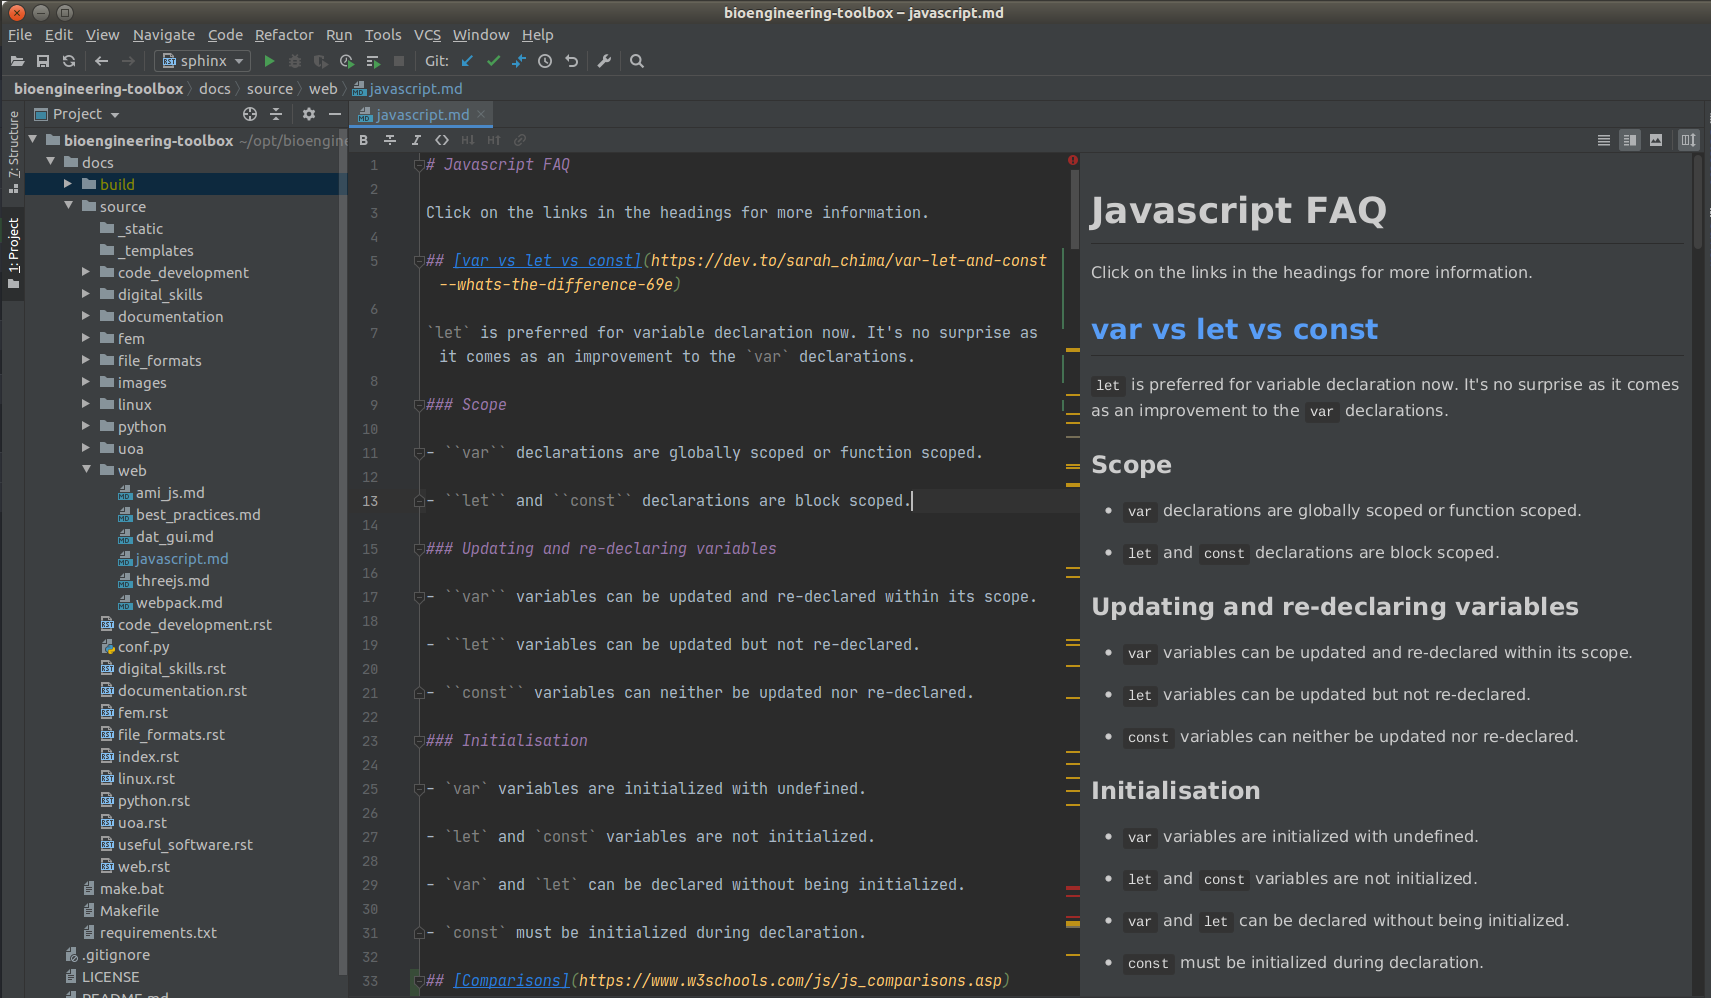 bioengineering-toolbox – javascript.md
File Edit View Navigate Code Refactor Run Tools VCS Window Help
sphinx Git:
bioengineering-toolbox docs source web javascript.md
Z: Structure
1: Project
Project
bioengineering-toolbox ~/opt/bioengine
docs
build
source
_static
_templates
code_development
digital_skills
documentation
fem
file_formats
images
linux
python
uoa
web
ami_js.md
best_practices.md
dat_gui.md
javascript.md
threejs.md
webpack.md
code_development.rst
conf.py
digital_skills.rst
documentation.rst
fem.rst
file_formats.rst
index.rst
linux.rst
python.rst
uoa.rst
useful_software.rst
web.rst
make.bat
Makefile
requirements.txt
.gitignore
LICENSE
README.md
javascript.md
B I H↓ H↑
1 # Javascript FAQ
2
3 Click on the links in the headings for more information.
4
5 ## [var vs let vs const](https://dev.to/sarah_chima/var-let-and-const
--whats-the-difference-69e)
6
7 `let` is preferred for variable declaration now. It's no surprise as
it comes as an improvement to the `var` declarations.
8
9 ### Scope
10
11 - ``var`` declarations are globally scoped or function scoped.
12
13 - ``let`` and ``const`` declarations are block scoped.
14
15 ### Updating and re-declaring variables
16
17 - ``var`` variables can be updated and re-declared within its scope.
18
19 - ``let`` variables can be updated but not re-declared.
20
21 - ``const`` variables can neither be updated nor re-declared.
22
23 ### Initialisation
24
25 - `var` variables are initialized with undefined.
26
27 - `let` and `const` variables are not initialized.
28
29 - `var` and `let` can be declared without being initialized.
30
31 - `const` must be initialized during declaration.
32
33 ## [Comparisons](https://www.w3schools.com/js/js_comparisons.asp)
Javascript FAQ
Click on the links in the headings for more information.
var vs let vs const
let is preferred for variable declaration now. It's no surprise as it comes
as an improvement to the var declarations.
Scope
• var declarations are globally scoped or function scoped.
• let and const declarations are block scoped.
Updating and re-declaring variables
• var variables can be updated and re-declared within its scope.
• let variables can be updated but not re-declared.
• const variables can neither be updated nor re-declared.
Initialisation
• var variables are initialized with undefined.
• let and const variables are not initialized.
• var and let can be declared without being initialized.
• const must be initialized during declaration.